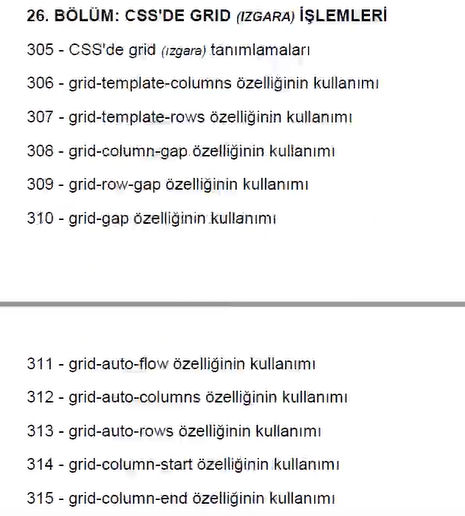 26. BÖLÜM: CSS'DE GRID (IZGARA) İŞLEMLERİ
305 - CSS'de grid (ızgara) tanımlamaları
306 - grid-template-columns özelliğinin kullanımı
307 - grid-template-rows özelliğinin kullanımı
308 - grid-column-gap özelliğinin kullanımı
309 - grid-row-gap özelliğinin kullanımı
310 - grid-gap özelliğinin kullanımı
311 - grid-auto-flow özelliğinin kullanımı
312 - grid-auto-columns özelliğinin kullanımı
313 - grid-auto-rows özelliğinin kullanımı
314 - grid-column-start özelliğinin kullanımı
315 - grid-column-end özelliğinin kullanımı